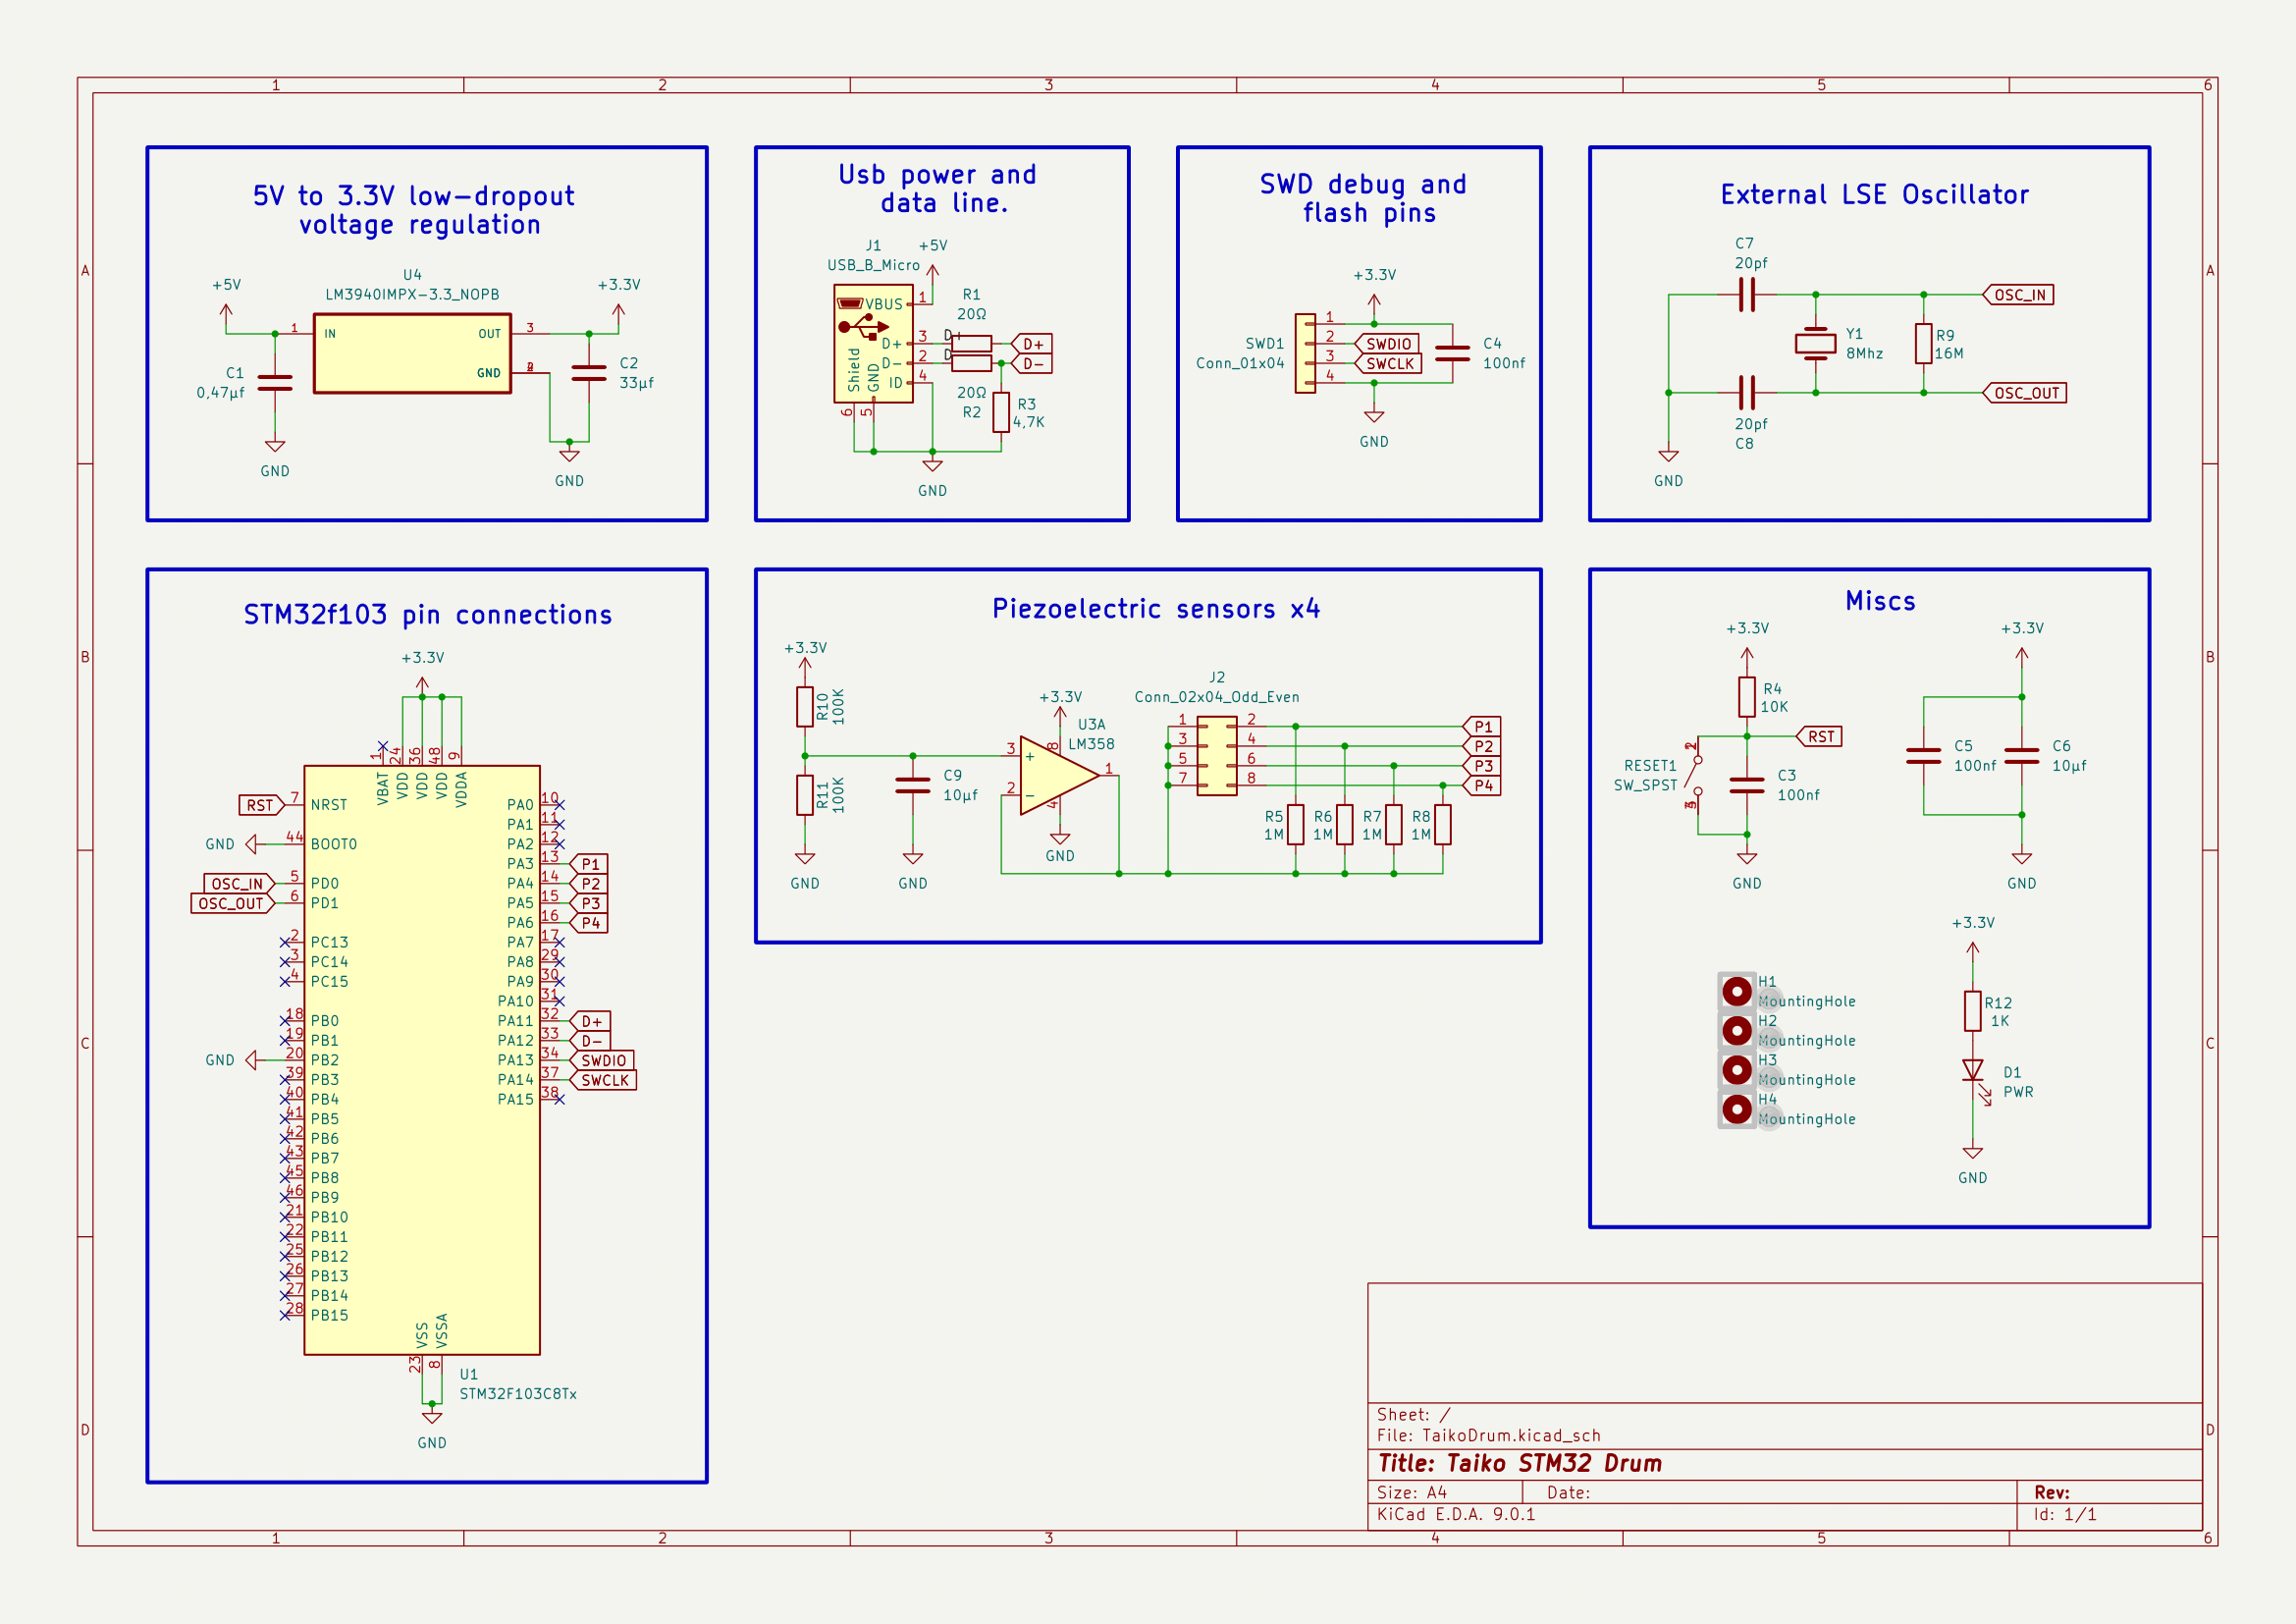 1 2 3 4 5 6
A A
B B
C C
D D
5V to 3.3V low-dropout
voltage regulation
+5V
U4
LM3940IMPX-3.3_NOPB
+3.3V
1
IN
OUT
3
GND
C1
0,47µf
C2
33µf
GND
GND
Usb power and
data line.
J1
USB_B_Micro
+5V
VBUS
1
D+
3
D-
2
ID
4
Shield
GND
6
5
R1
20Ω
D+
D
D+
D-
20Ω
R2
R3
4,7K
GND
SWD debug and
flash pins
+3.3V
SWD1
Conn_01x04
1
2
3
4
SWDIO
SWCLK
C4
100nf
GND
External LSE Oscillator
C7
20pf
OSC_IN
Y1
8Mhz
R9
16M
OSC_OUT
20pf
C8
GND
STM32f103 pin connections
+3.3V
1
24
36
48
9
VBAT
VDD
VDD
VDD
VDDA
RST
7
NRST
GND
44
BOOT0
OSC_IN
5
PD0
OSC_OUT
6
PD1
2
PC13
3
PC14
4
PC15
18
PB0
19
PB1
GND
20
PB2
39
PB3
40
PB4
41
PB5
42
PB6
43
PB7
45
PB8
46
PB9
21
PB10
22
PB11
25
PB12
26
PB13
27
PB14
28
PB15
PA0
10
PA1
11
PA2
12
PA3
13
P1
PA4
14
P2
PA5
15
P3
PA6
16
P4
PA7
17
PA8
29
PA9
30
PA10
31
PA11
32
D+
PA12
33
D-
PA13
34
SWDIO
PA14
37
SWCLK
PA15
38
VSS
VSSA
23
8
U1
STM32F103C8Tx
GND
Piezoelectric sensors x4
+3.3V
R10
100K
R11
100K
GND
C9
10µf
GND
+3.3V
U3A
LM358
3
+
2
-
8
4
1
GND
J2
Conn_02x04_Odd_Even
1
2
P1
3
4
P2
5
6
P3
7
8
P4
R5
1M
R6
1M
R7
1M
R8
1M
Miscs
+3.3V
R4
10K
RST
RESET1
SW_SPST
C3
100nf
GND
+3.3V
C5
100nf
C6
10µf
GND
H1
MountingHole
H2
MountingHole
H3
MountingHole
H4
MountingHole
+3.3V
R12
1K
D1
PWR
GND
Sheet: /
File: TaikoDrum.kicad_sch
Title: Taiko STM32 Drum
Size: A4
Date:
Rev:
KiCad E.D.A. 9.0.1
Id: 1/1
1 2 3 4 5 6